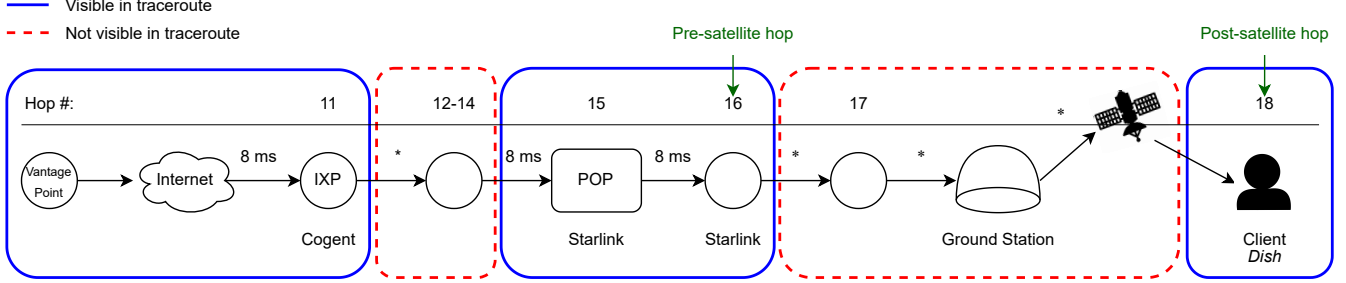 Visible in traceroute
Not visible in traceroute
Pre-satellite hop
Post-satellite hop
Hop #:
11
12-14
15
16
17
*
18
Vantage
Point
Internet
8 ms
IXP
*
8 ms
POP
8 ms
*
*
Cogent
Starlink
Starlink
Ground Station
Client
Dish